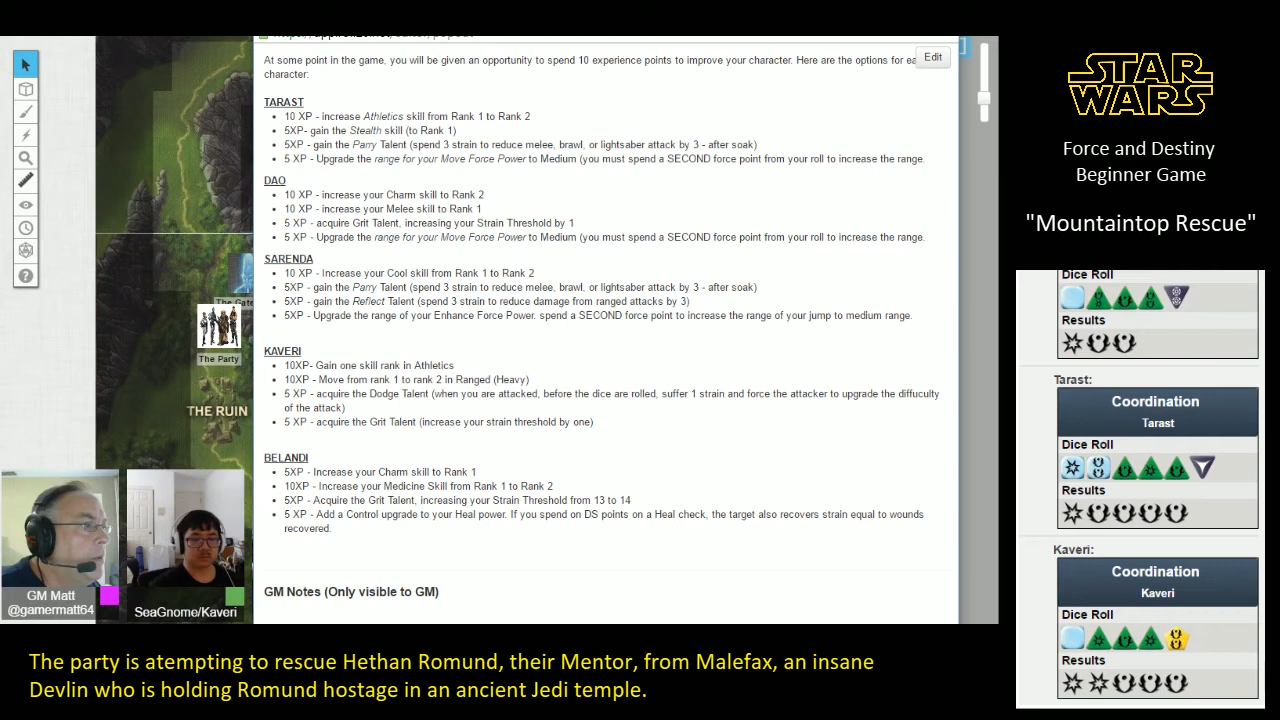 At some point in the game, you will be given an opportunity to spend 10 experience points to improve your character. Here are the options for ea
character:
Edit
TARAST
10 XP - increase Athletics skill from Rank 1 to Rank 2
5XP- gain the Stealth skill (to Rank 1)
5XP - gain the Parry Talent (spend 3 strain to reduce melee, brawl, or lightsaber attack by 3 - after soak)
5 XP - Upgrade the range for your Move Force Power to Medium (you must spend a SECOND force point from your roll to increase the range.
DAO
10 XP - increase your Charm skill to Rank 2
10 XP - increase your Melee skill to Rank 1
5 XP - acquire Grit Talent, increasing your Strain Threshold by 1
5 XP - Upgrade the range for your Move Force Power to Medium (you must spend a SECOND force point from your roll to increase the range.
SARENDA
10 XP - Increase your Cool skill from Rank 1 to Rank 2
5XP - gain the Parry Talent (spend 3 strain to reduce melee, brawl, or lightsaber attack by 3 - after soak)
5XP - gain the Reflect Talent (spend 3 strain to reduce damage from ranged attacks by 3)
5XP - Upgrade the range of your Enhance Force Power. spend a SECOND force point to increase the range of your jump to medium range.
KAVERI
10XP- Gain one skill rank in Athletics
10XP - Move from rank 1 to rank 2 in Ranged (Heavy)
5 XP - acquire the Dodge Talent (when you are attacked, before the dice are rolled, suffer 1 strain and force the attacker to upgrade the diffuculty
of the attack)
5 XP - acquire the Grit Talent (increase your strain threshold by one)
BELANDI
5XP - Increase your Charm skill to Rank 1
10XP - Increase your Medicine Skill from Rank 1 to Rank 2
5XP - Acquire the Grit Talent, increasing your Strain Threshold from 13 to 14
5 XP - Add a Control upgrade to your Heal power. If you spend on DS points on a Heal check, the target also recovers strain equal to wounds
recovered.
GM Notes (Only visible to GM)
The Gate
The Party
THE RUIN
GM Matt
@gamermatt64
SeaGnome/Kaveri
The party is atempting to rescue Hethan Romund, their Mentor, from Malefax, an insane
Devlin who is holding Romund hostage in an ancient Jedi temple.
STAR
WARS
Force and Destiny
Beginner Game
"Mountaintop Rescue"
Dice Roll
Results
Tarast:
Coordination
Tarast
Dice Roll
Results
Kaveri:
Coordination
Kaveri
Dice Roll
Results